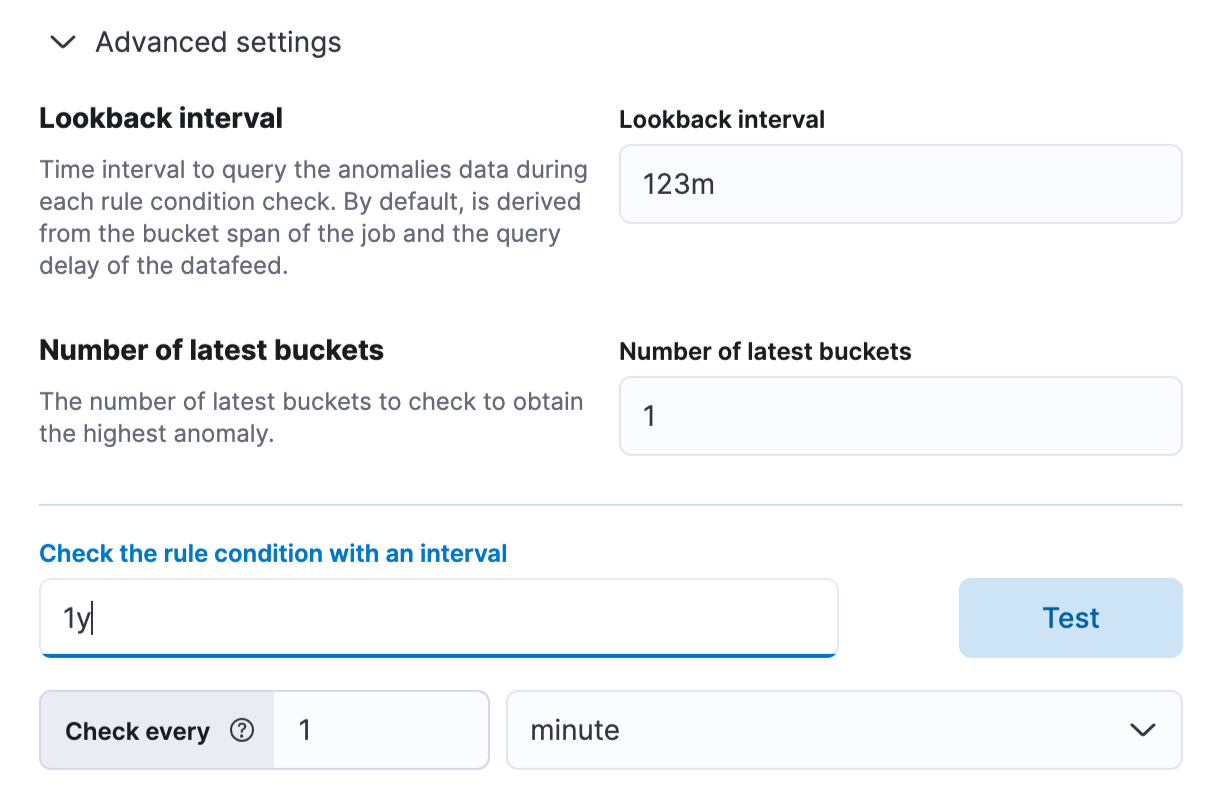 Advanced settings
Lookback interval
Time interval to query the anomalies data during
each rule condition check. By default, is derived
from the bucket span of the job and the query
delay of the datafeed.
Lookback interval
123m
Number of latest buckets
The number of latest buckets to check to obtain
the highest anomaly.
Number of latest buckets
1
Check the rule condition with an interval
1y
Test
Check every ? 1
minute